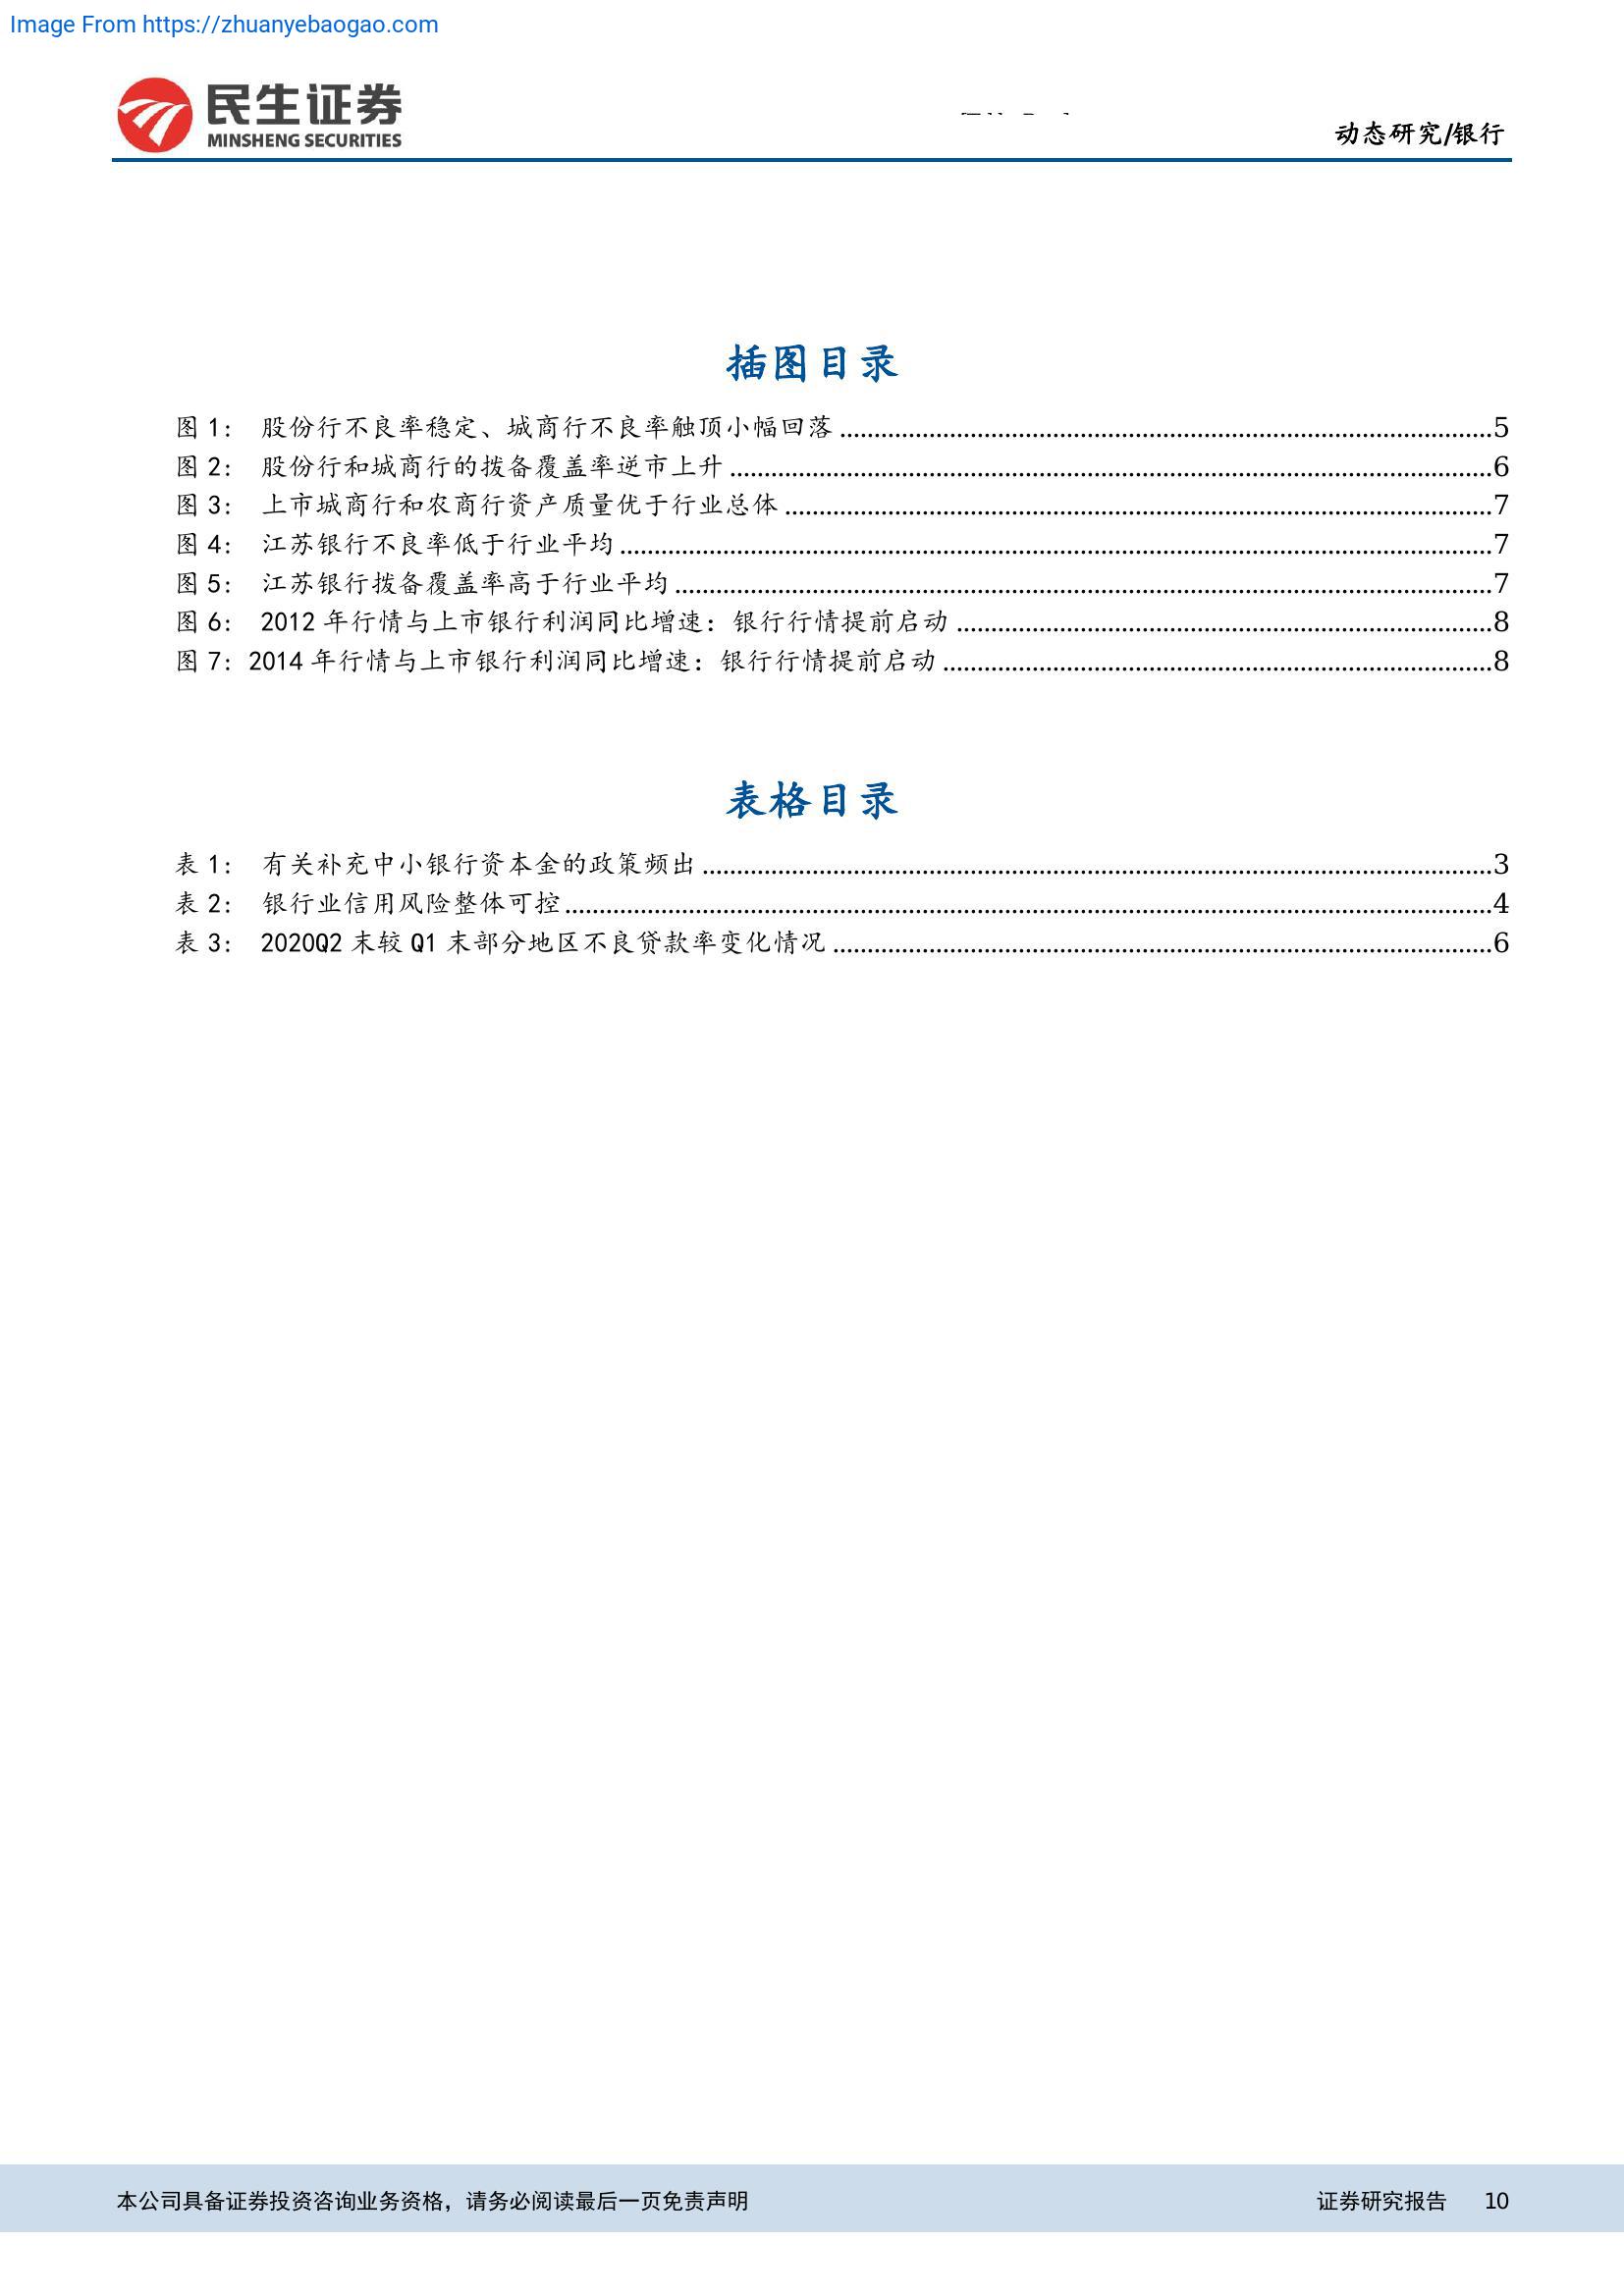 Image From https://zhuanyebaogao.com
民生证券
MINSHENG SECURITIES
动态研究/银行
插图目录
图 1： 股份行不良率稳定、城商行不良率触顶小幅回落 ........ 5
图 2： 股份行和城商行的拨备覆盖率逆市上升 ........ 6
图 3： 上市城商行和农商行资产质量优于行业总体 ........ 7
图 4： 江苏银行不良率低于行业平均 ........ 7
图 5： 江苏银行拨备覆盖率高于行业平均 ........ 7
图 6： 2012 年行情与上市银行利润同比增速：银行行情提前启动 ........ 8
图 7：2014 年行情与上市银行利润同比增速：银行行情提前启动 ........ 8
表格目录
表 1： 有关补充中小银行资本金的政策频出 ........ 3
表 2： 银行业信用风险整体可控 ........ 4
表 3： 2020Q2 末较 Q1 末部分地区不良贷款率变化情况 ........ 6
本公司具备证券投资咨询业务资格，请务必阅读最后一页免责声明
证券研究报告 10